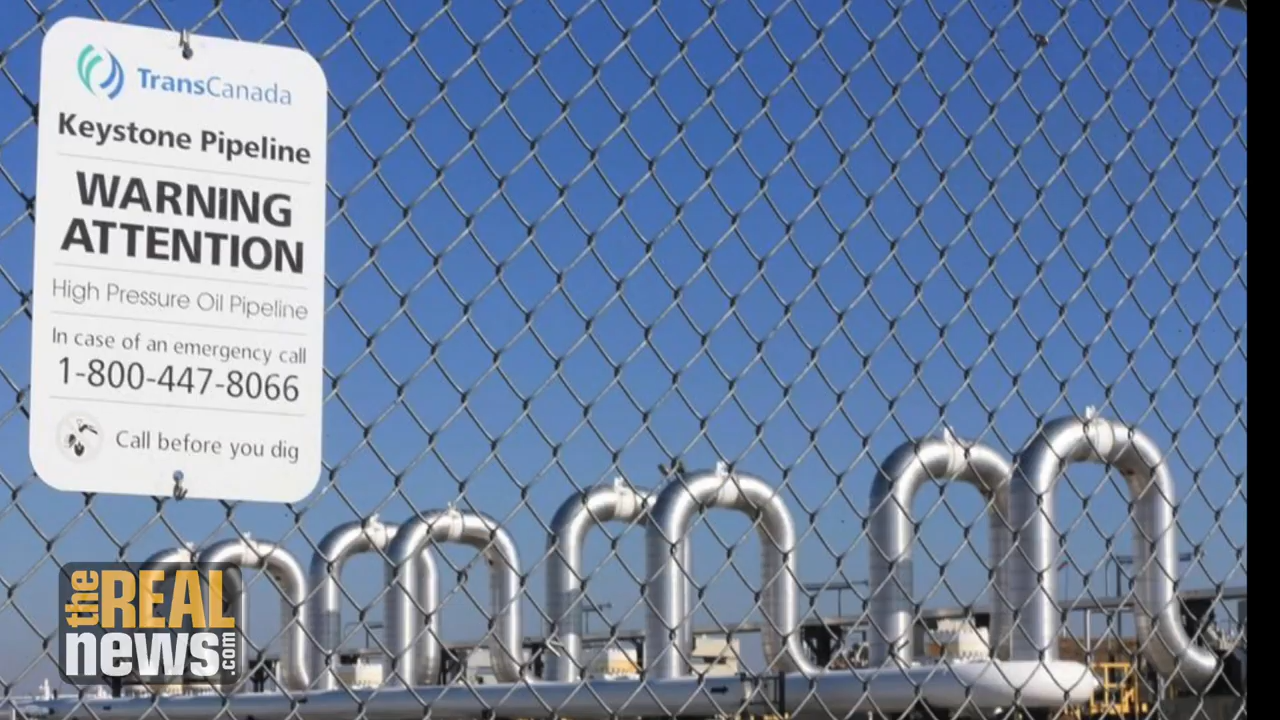 TransCanada
Keystone Pipeline
WARNING
ATTENTION
High Pressure Oil Pipeline
In case of an emergency call
1-800-447-8066
Call before you dig
the REAL
news.com